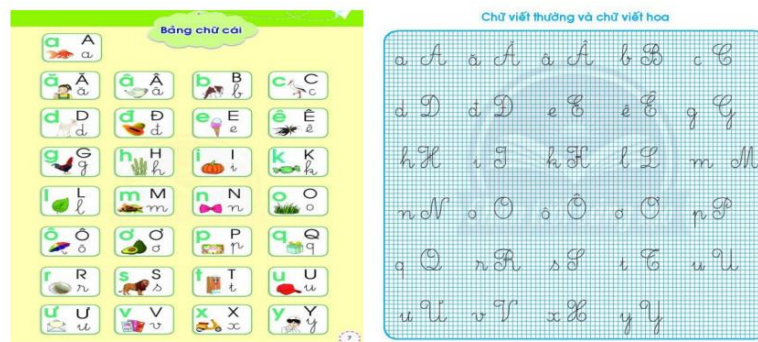 Bảng chữ cái
a A
a
ă Ă â Â b B c C
ă â b c
d D đ Đ e E ê Ê
d đ e ê
g G h H i I k K
g h i k
l L m M n N o O
l m n o
ô Ô ơ Ơ p P q Q
ô ơ p q
r R s S t T u U
r s t u
ư Ư v V x X y Y
ư v x y
7
Chữ viết thường và chữ viết hoa
a A ă Ă â Â b B c C
d D đ Đ e E ê Ê g G
h H i I k K l L m M
n N o O ô Ô ơ Ơ p P
q Q r R s S t T u U
ư Ư v V x X y Y